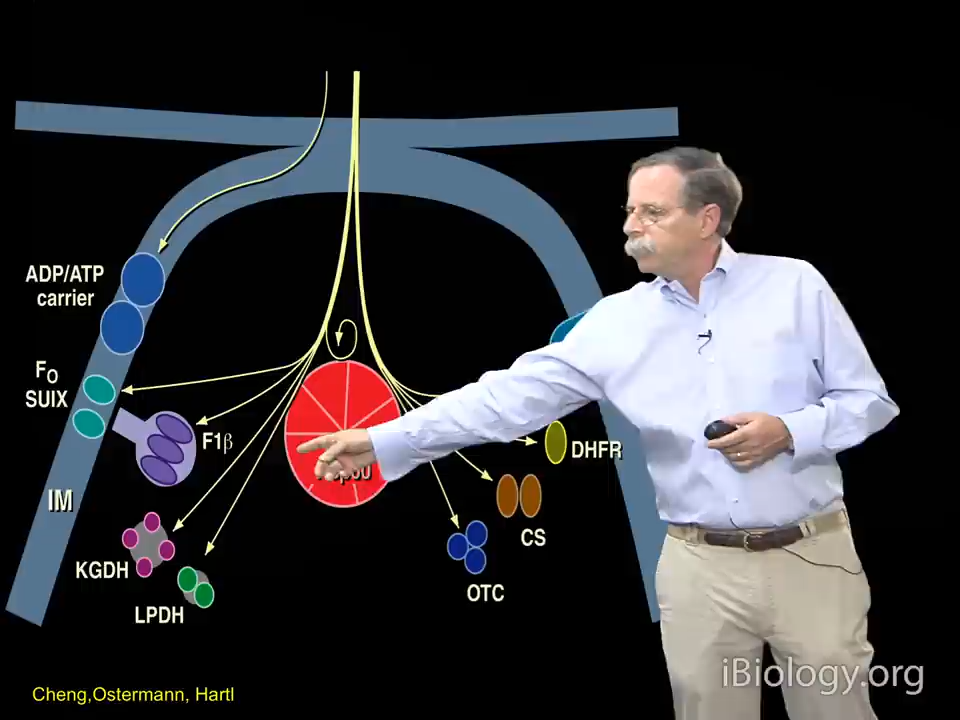 ADP/ATP
carrier
FO
SUIX
F1β
IM
KGDH
LPDH
DHFR
CS
OTC
Cheng,Ostermann, Hartl
iBiology.org